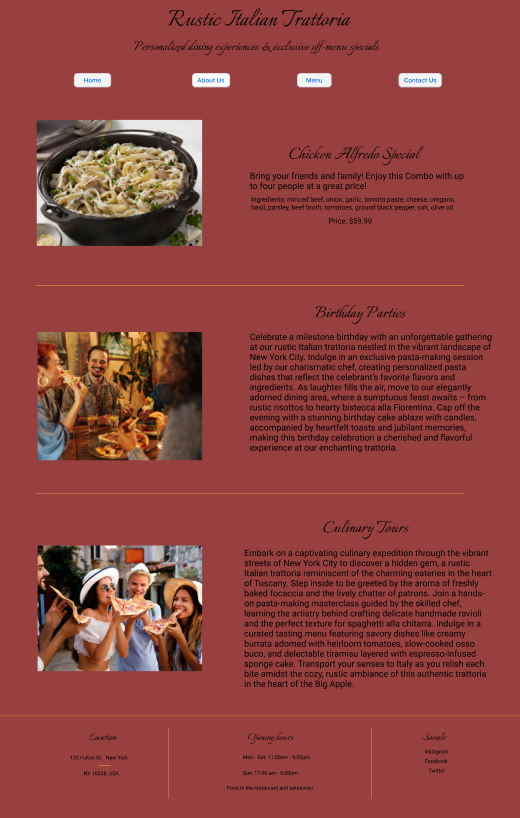 Rustic Italian Trattoria
Personalized dining experiences & exclusive off-menu specials
Home
About Us
Menu
Contact Us
Chicken Alfredo Special
Bring your friends and family! Enjoy this Combo with up
to four people at a great price!
Ingredients: minced beef, onion, garlic, tomato paste, cheese, oregano,
basil, parsley, beef broth, tomatoes, ground black pepper, salt, olive oil.
Price: $59.99
Birthday Parties
Celebrate a milestone birthday with an unforgettable gathering
at our rustic Italian trattoria nestled in the vibrant landscape of
New York City. Indulge in an exclusive pasta-making session
led by our charismatic chef, creating personalized pasta
dishes that reflect the celebrant's favorite flavors and
ingredients. As laughter fills the air, move to our elegantly
adorned dining area, where a sumptuous feast awaits – from
rustic risottos to hearty bistecca alla Fiorentina. Cap off the
evening with a stunning birthday cake ablaze with candles,
accompanied by heartfelt toasts and jubilant memories,
making this birthday celebration a cherished and flavorful
experience at our enchanting trattoria.
Culinary Tours
Embark on a captivating culinary expedition through the vibrant
streets of New York City to discover a hidden gem, a rustic
Italian trattoria reminiscent of the charming eateries in the heart
of Tuscany. Step inside to be greeted by the aroma of freshly
baked focaccia and the lively chatter of patrons. Join a hands-
on pasta-making masterclass guided by the skilled chef,
learning the artistry behind crafting delicate handmade ravioli
and the perfect texture for spaghetti alla chitarra. Indulge in a
curated tasting menu featuring savory dishes like creamy
burrata adorned with heirloom tomatoes, slow-cooked osso
buco, and delectable tiramisu layered with espresso-infused
sponge cake. Transport your senses to Italy as you relish each
bite amidst the cozy, rustic ambiance of this authentic trattoria
in the heart of the Big Apple.
Location
130 Fulton St, New York
NY 10038, USA
Opening hours
Mon - Sat: 11:00am - 9:00pm
Sun: 11:00 am - 6:00pm
Food in the restaurant and takeaway!
Socials
Instagram
Facebook
Twitter